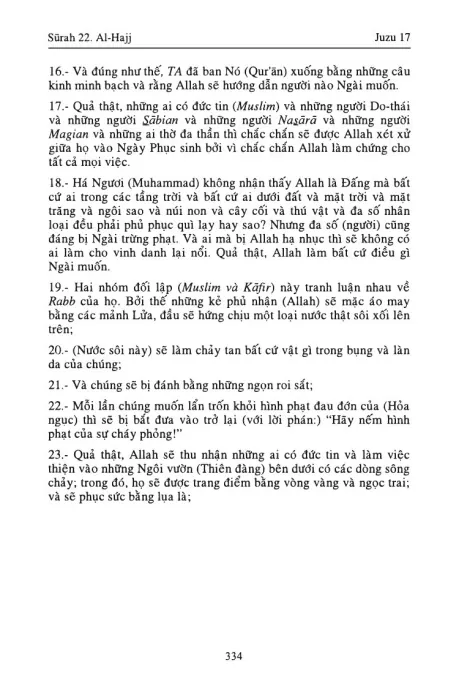 Sūrah 22. Al-Hajj Juzu 17
16.- Và đúng như thế, TA đã ban Nó (Qur'ān) xuống bằng những câu
kinh minh bạch và rằng Allah sẽ hướng dẫn người nào Ngài muốn.
17.- Quả thật, những ai có đức tin (Muslim) và những người Do-thái
và những người Sābian và những người Nasārā và những người
Magian và những ai thờ đa thần thì chắc chắn sẽ được Allah xét xử
giữa họ vào Ngày Phục sinh bởi vì chắc chắn Allah làm chứng cho
tất cả mọi việc.
18.- Há Ngươi (Muhammad) không nhận thấy Allah là Đấng mà bất
cứ ai trong các tầng trời và bất cứ ai dưới đất và mặt trời và mặt
trăng và ngôi sao và núi non và cây cối và thú vật và đa số nhân
loại đều phải phủ phục quì lạy hay sao? Nhưng đa số (người) cũng
đáng bị Ngài trừng phạt. Và ai mà bị Allah hạ nhục thì sẽ không có
ai làm cho vinh danh lại nổi. Quả thật, Allah làm bất cứ điều gì
Ngài muốn.
19.- Hai nhóm đối lập (Muslim và Kāfir) này tranh luận nhau về
Rabb của họ. Bởi thế những kẻ phủ nhận (Allah) sẽ mặc áo may
bằng các mảnh Lửa, đầu sẽ hứng chịu một loại nước thật sôi xối lên
trên;
20.- (Nước sôi này) sẽ làm chảy tan bất cứ vật gì trong bụng và làn
da của chúng;
21.- Và chúng sẽ bị đánh bằng những ngọn roi sắt;
22.- Mỗi lần chúng muốn lẩn trốn khỏi hình phạt đau đớn của (Hỏa
ngục) thì sẽ bị bắt đưa vào trở lại (với lời phán:) “Hãy nếm hình
phạt của sự cháy phỏng!”
23.- Quả thật, Allah sẽ thu nhận những ai có đức tin và làm việc
thiện vào những Ngôi vườn (Thiên đàng) bên dưới có các dòng sông
chảy; trong đó, họ sẽ được trang điểm bằng vòng vàng và ngọc trai;
và sẽ phục sức bằng lụa là;
334